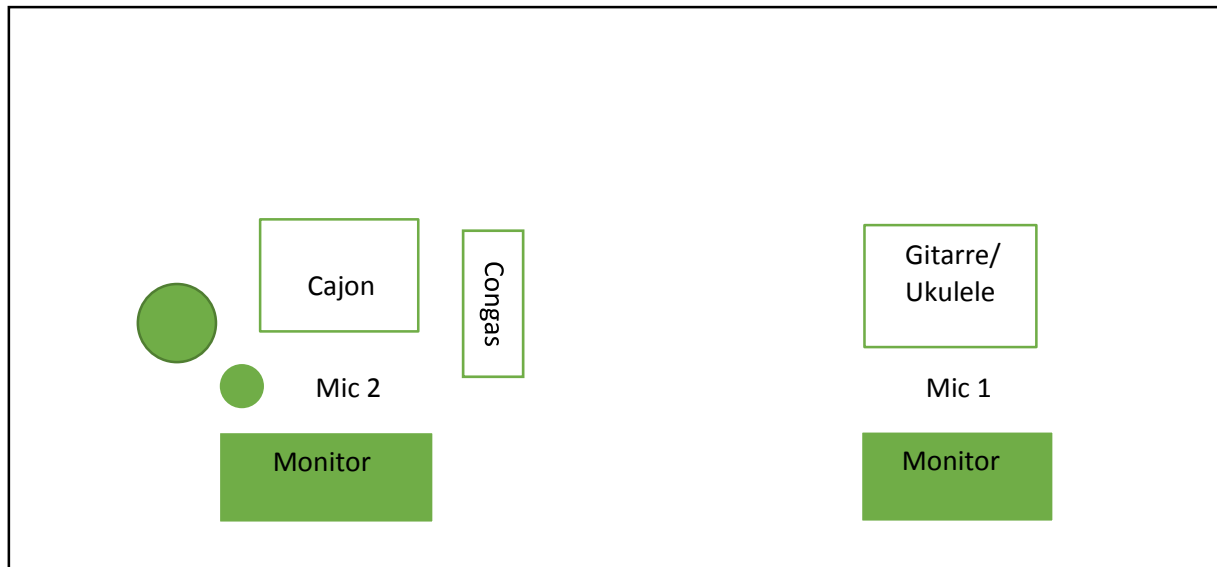 Cajon
Congas
Gitarre/
Ukulele
Mic 2
Mic 1
Monitor
Monitor